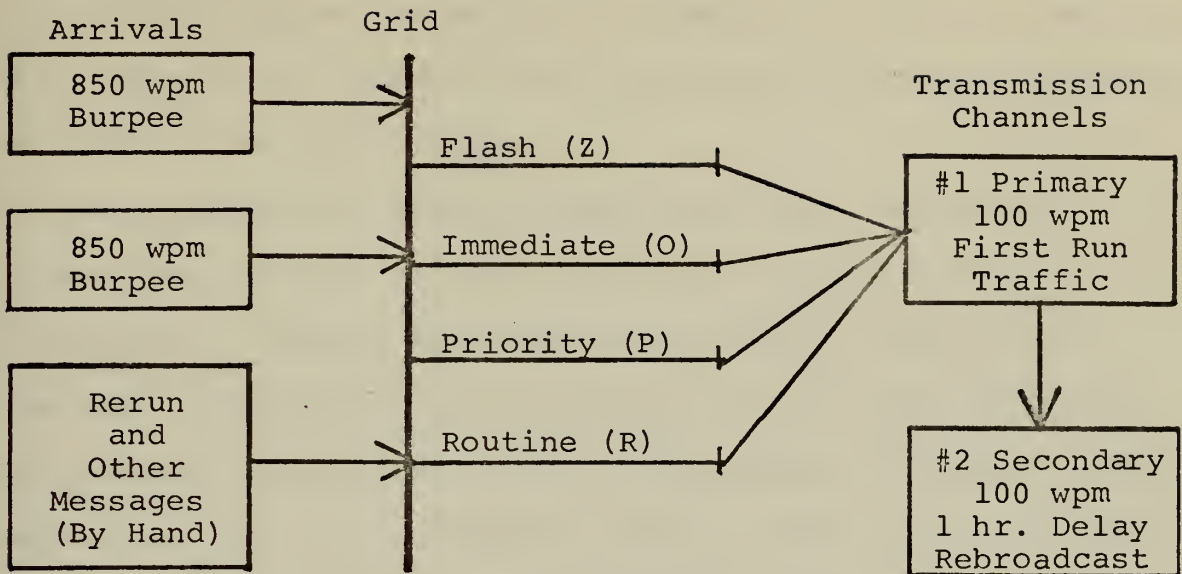 Arrivals
850 wpm
Burpee
850 wpm
Burpee
Rerun
and
Other
Messages
(By Hand)
Grid
Flash (Z)
Immediate (O)
Priority (P)
Routine (R)
Transmission
Channels
#1 Primary
100 wpm
First Run
Traffic
#2 Secondary
100 wpm
1 hr. Delay
Rebroadcast